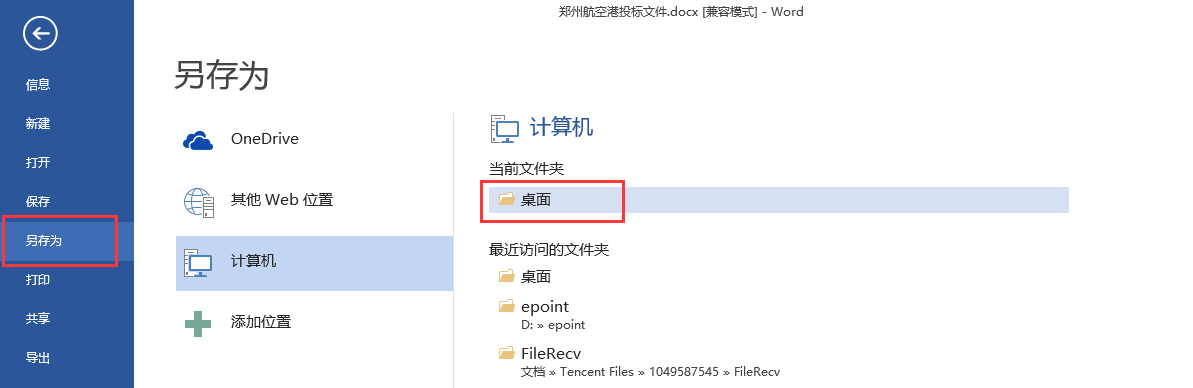 郑州航空港投标文件.docx [兼容模式] - Word
信息
新建
打开
保存
另存为
打印
共享
导出
另存为
OneDrive
其他 Web 位置
计算机
添加位置
计算机
当前文件夹
桌面
最近访问的文件夹
桌面
epoint
D: » epoint
FileRecv
文档 » Tencent Files » 1049587545 » FileRecv